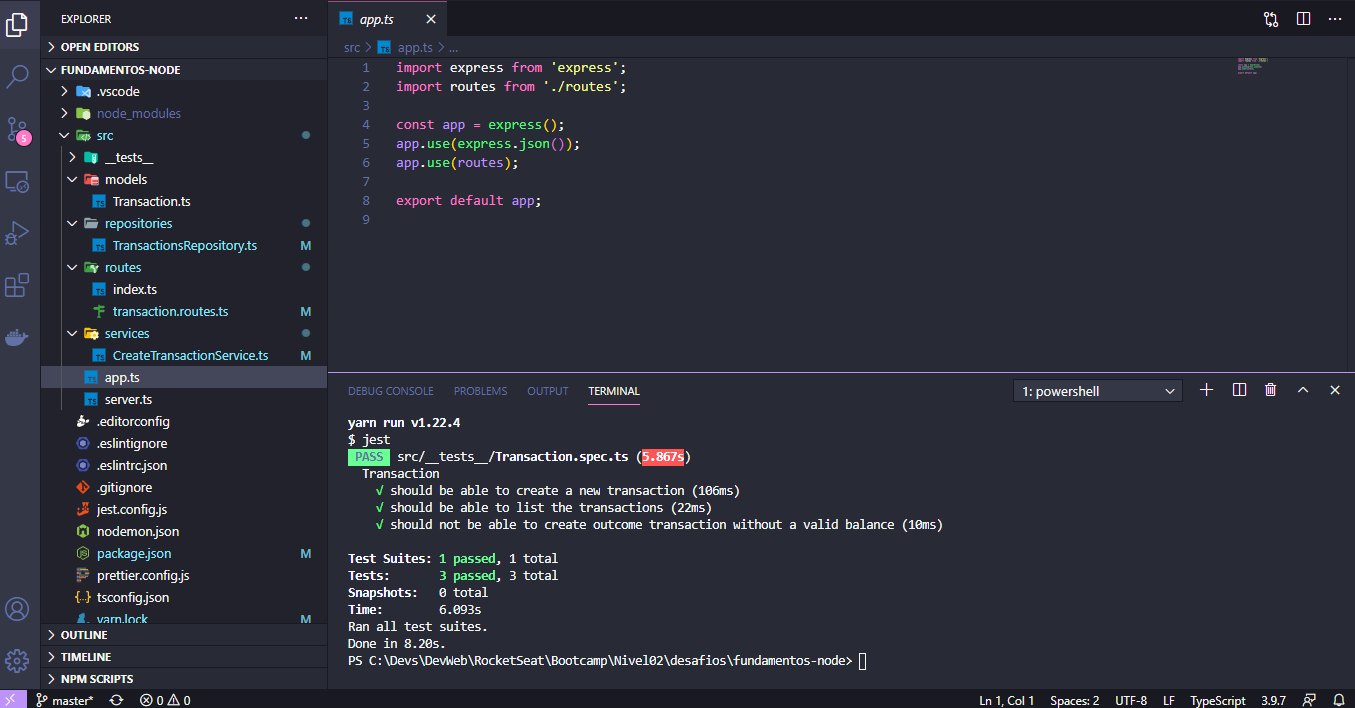 EXPLORER
OPEN EDITORS
FUNDAMENTOS-NODE
.vscode
node_modules
src
__tests__
models
Transaction.ts
repositories
TransactionsRepository.ts M
routes
index.ts
transaction.routes.ts M
services
CreateTransactionService.ts M
app.ts
server.ts
.editorconfig
.eslintignore
.eslintrc.json
.gitignore
jest.config.js
nodemon.json
package.json M
prettier.config.js
tsconfig.json
yarn.lock M
OUTLINE
TIMELINE
NPM SCRIPTS
5
app.ts
src > app.ts > ...
1 import express from 'express';
2 import routes from './routes';
3
4 const app = express();
5 app.use(express.json());
6 app.use(routes);
7
8 export default app;
9
DEBUG CONSOLE PROBLEMS OUTPUT TERMINAL 1: powershell
yarn run v1.22.4
$ jest
PASS src/__tests__/Transaction.spec.ts (5.867s)
Transaction
√ should be able to create a new transaction (106ms)
√ should be able to list the transactions (22ms)
√ should not be able to create outcome transaction without a valid balance (10ms)
Test Suites: 1 passed, 1 total
Tests: 3 passed, 3 total
Snapshots: 0 total
Time: 6.093s
Ran all test suites.
Done in 8.20s.
PS C:\Devs\DevWeb\RocketSeat\Bootcamp\Nivel02\desafios\fundamentos-node>
master* 0 0 Ln 1, Col 1 Spaces: 2 UTF-8 LF TypeScript 3.9.7